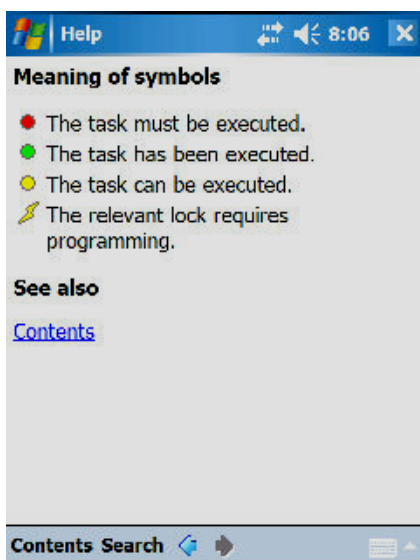 Help 8:06
Meaning of symbols
The task must be executed.
The task has been executed.
The task can be executed.
The relevant lock requires
programming.
See also
Contents
Contents Search